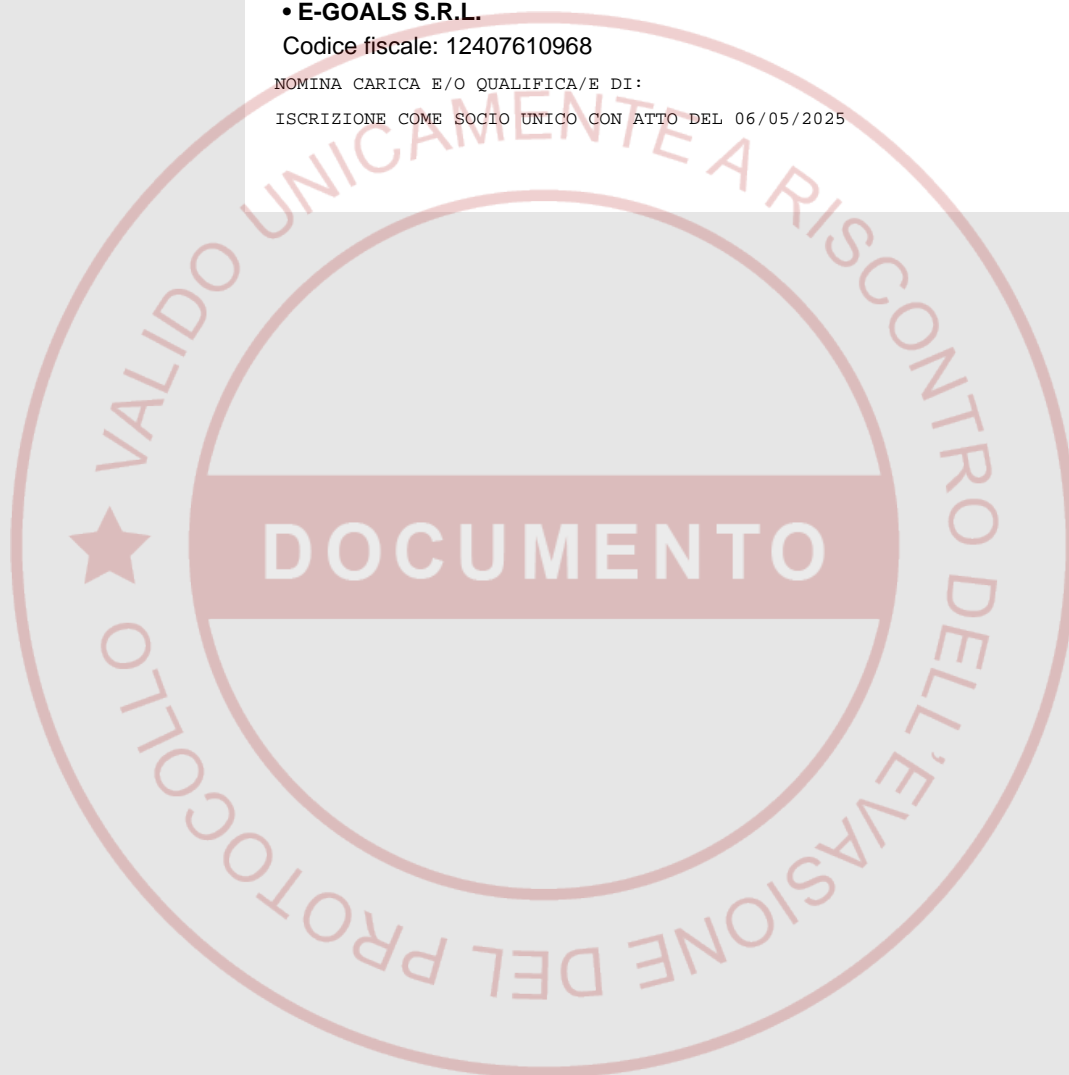 • E-GOALS S.R.L.
Codice fiscale: 12407610968
NOMINA CARICA E/O QUALIFICA/E DI:
ISCRIZIONE COME SOCIO UNICO CON ATTO DEL 06/05/2025
★ VALIDO UNICAMENTE A RISCONTRO DELL'EVASIONE DEL PROTOCOLLO
DOCUMENTO